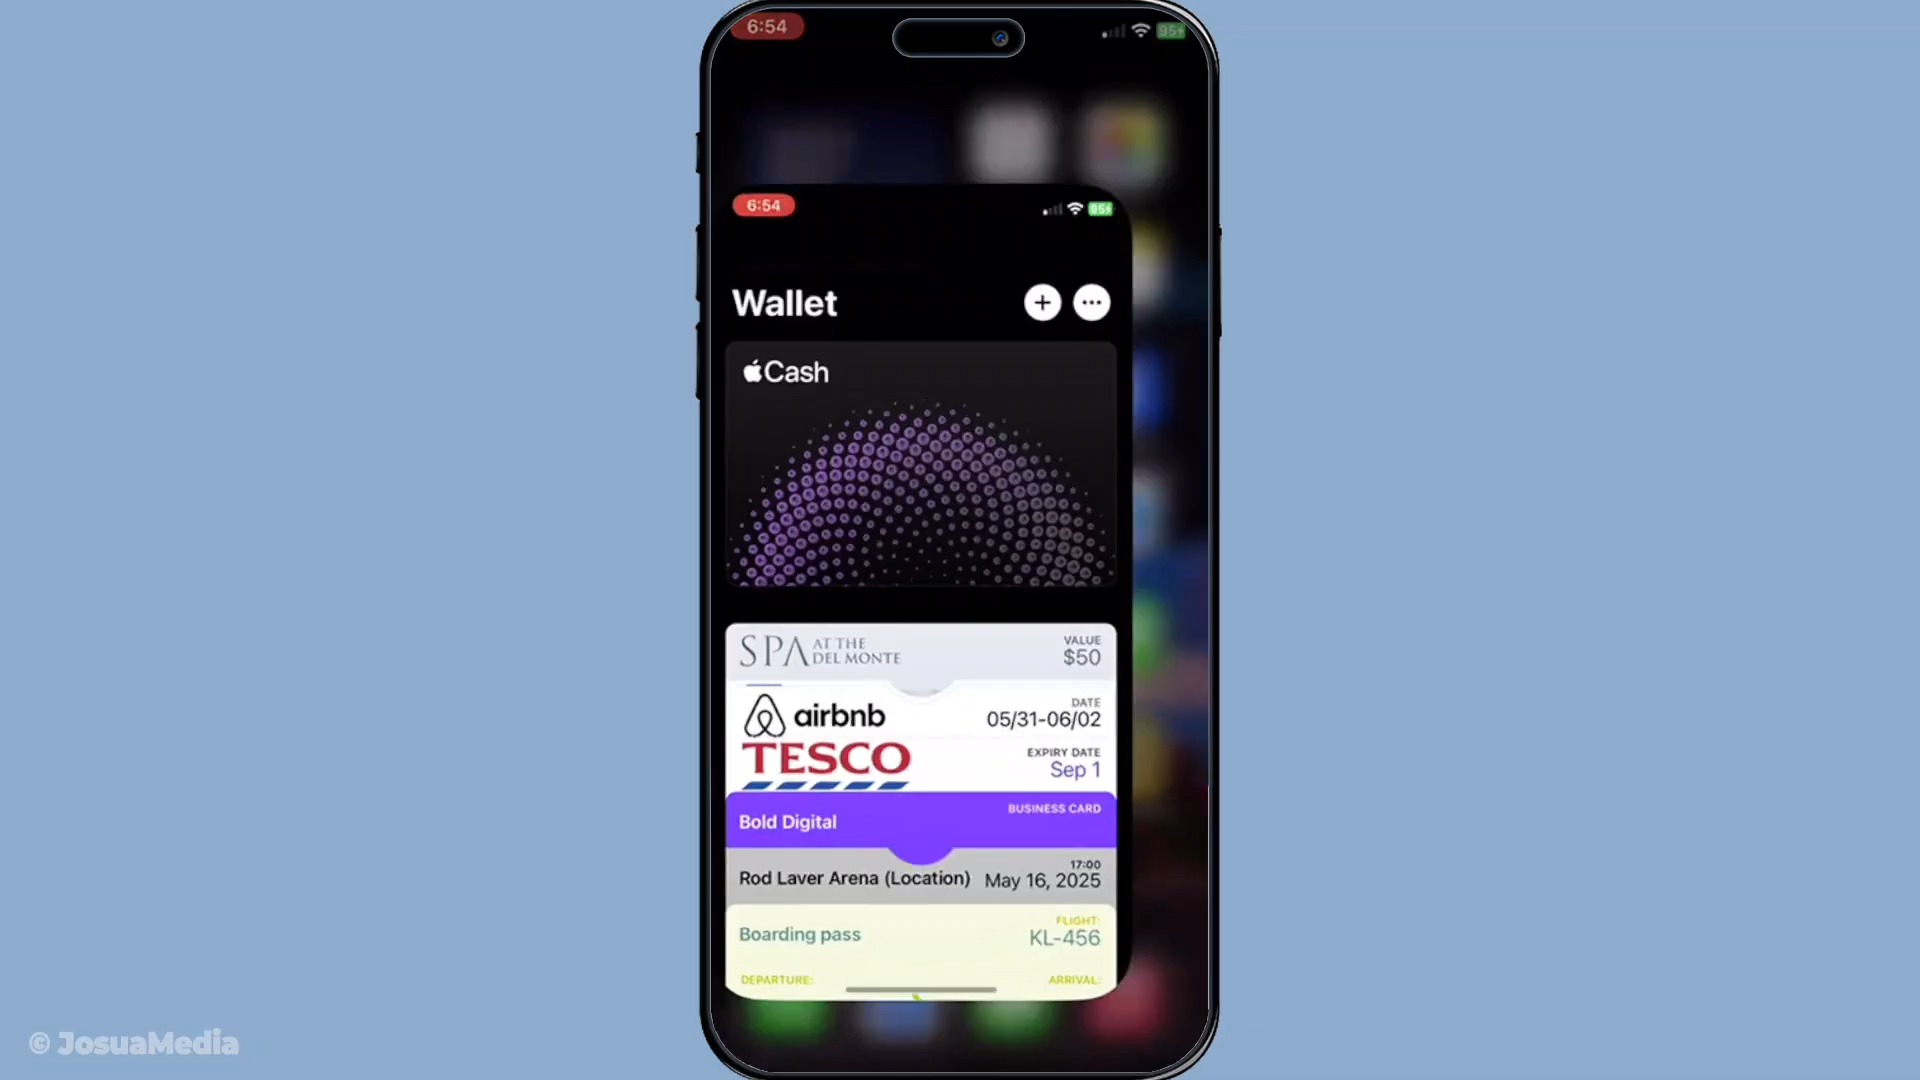 6:54
95
6:54
95
Wallet
Cash
SPA AT THE DEL MONTE
VALUE
$50
airbnb
DATE
05/31-06/02
TESCO
EXPIRY DATE
Sep 1
BUSINESS CARD
Bold Digital
17:00
Rod Laver Arena (Location)
May 16, 2025
FLIGHT:
Boarding pass
KL-456
DEPARTURE:
ARRIVAL:
© JosuaMedia